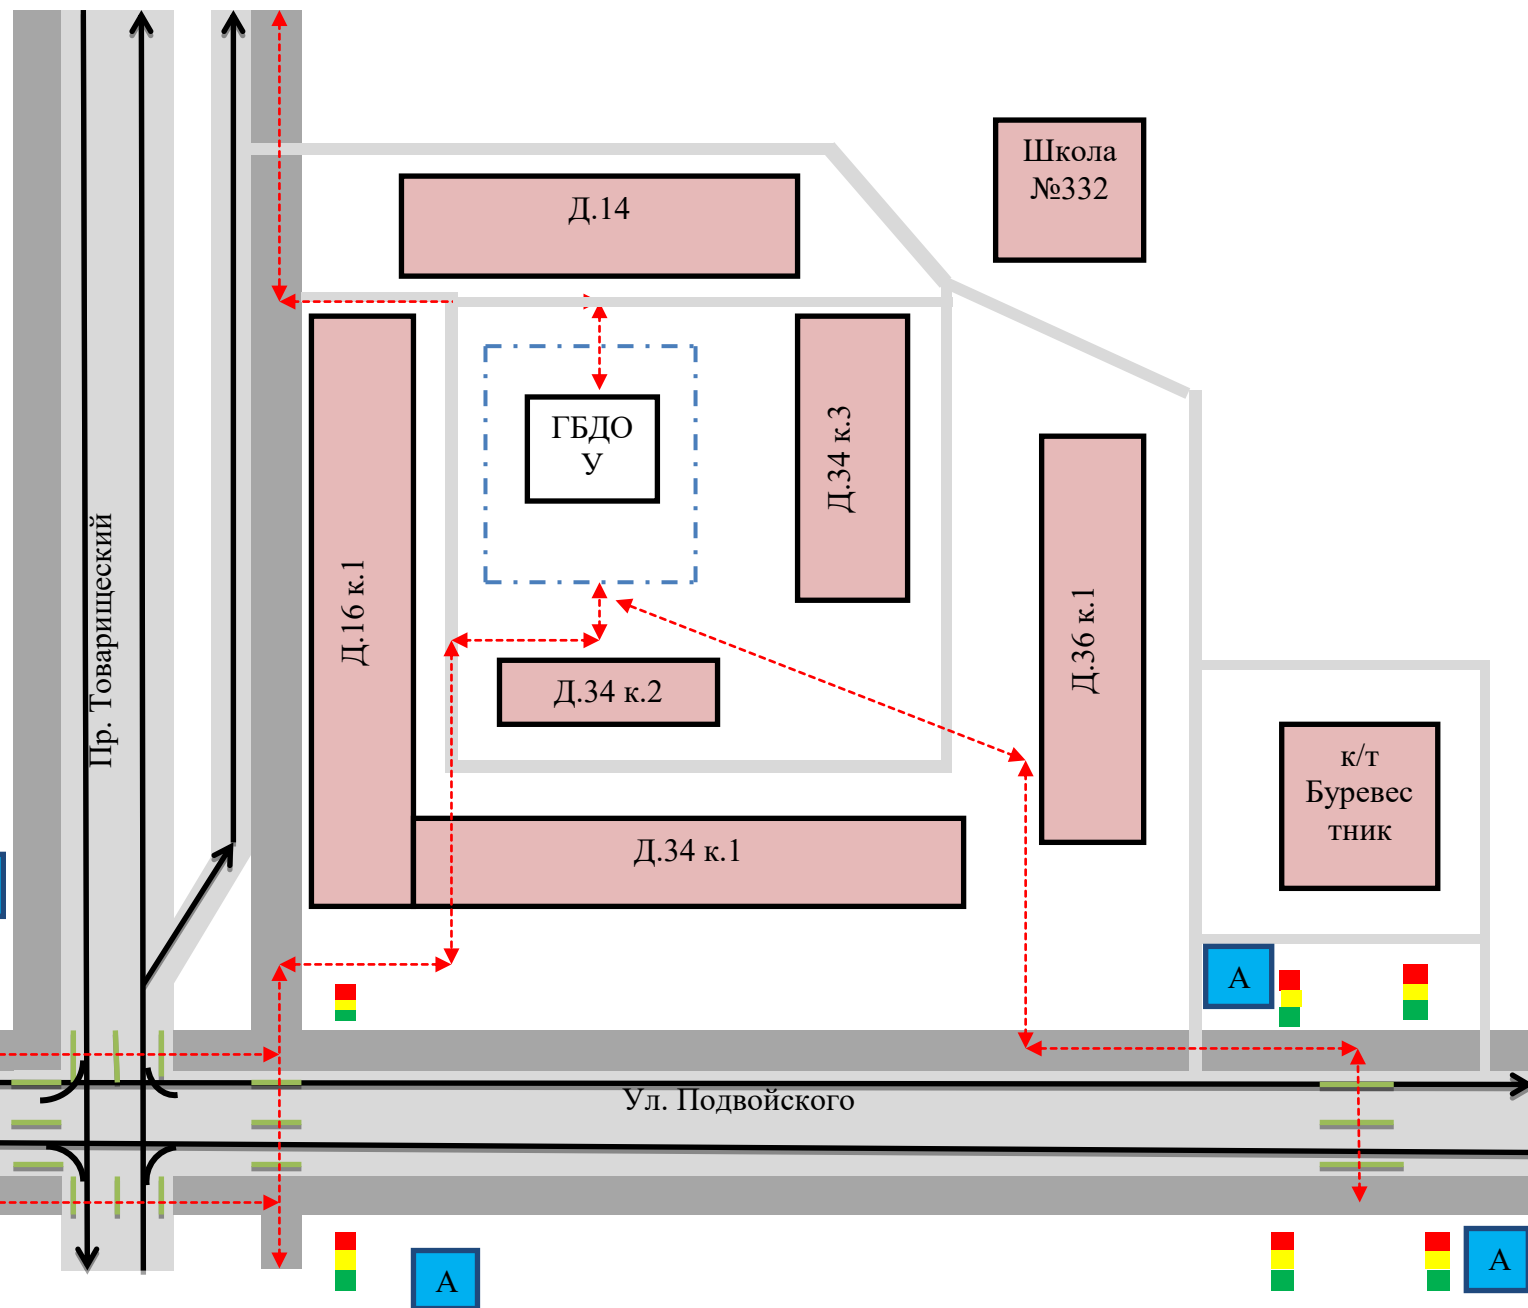 Школа
№332
Д.14
ГБДО
У
Д.34 к.3
Пр. Товарищеский
Д.16 к.1
Д.36 к.1
Д.34 к.2
к/т
Буревес
тник
Д.34 к.1
А
Ул. Подвойского
А
А